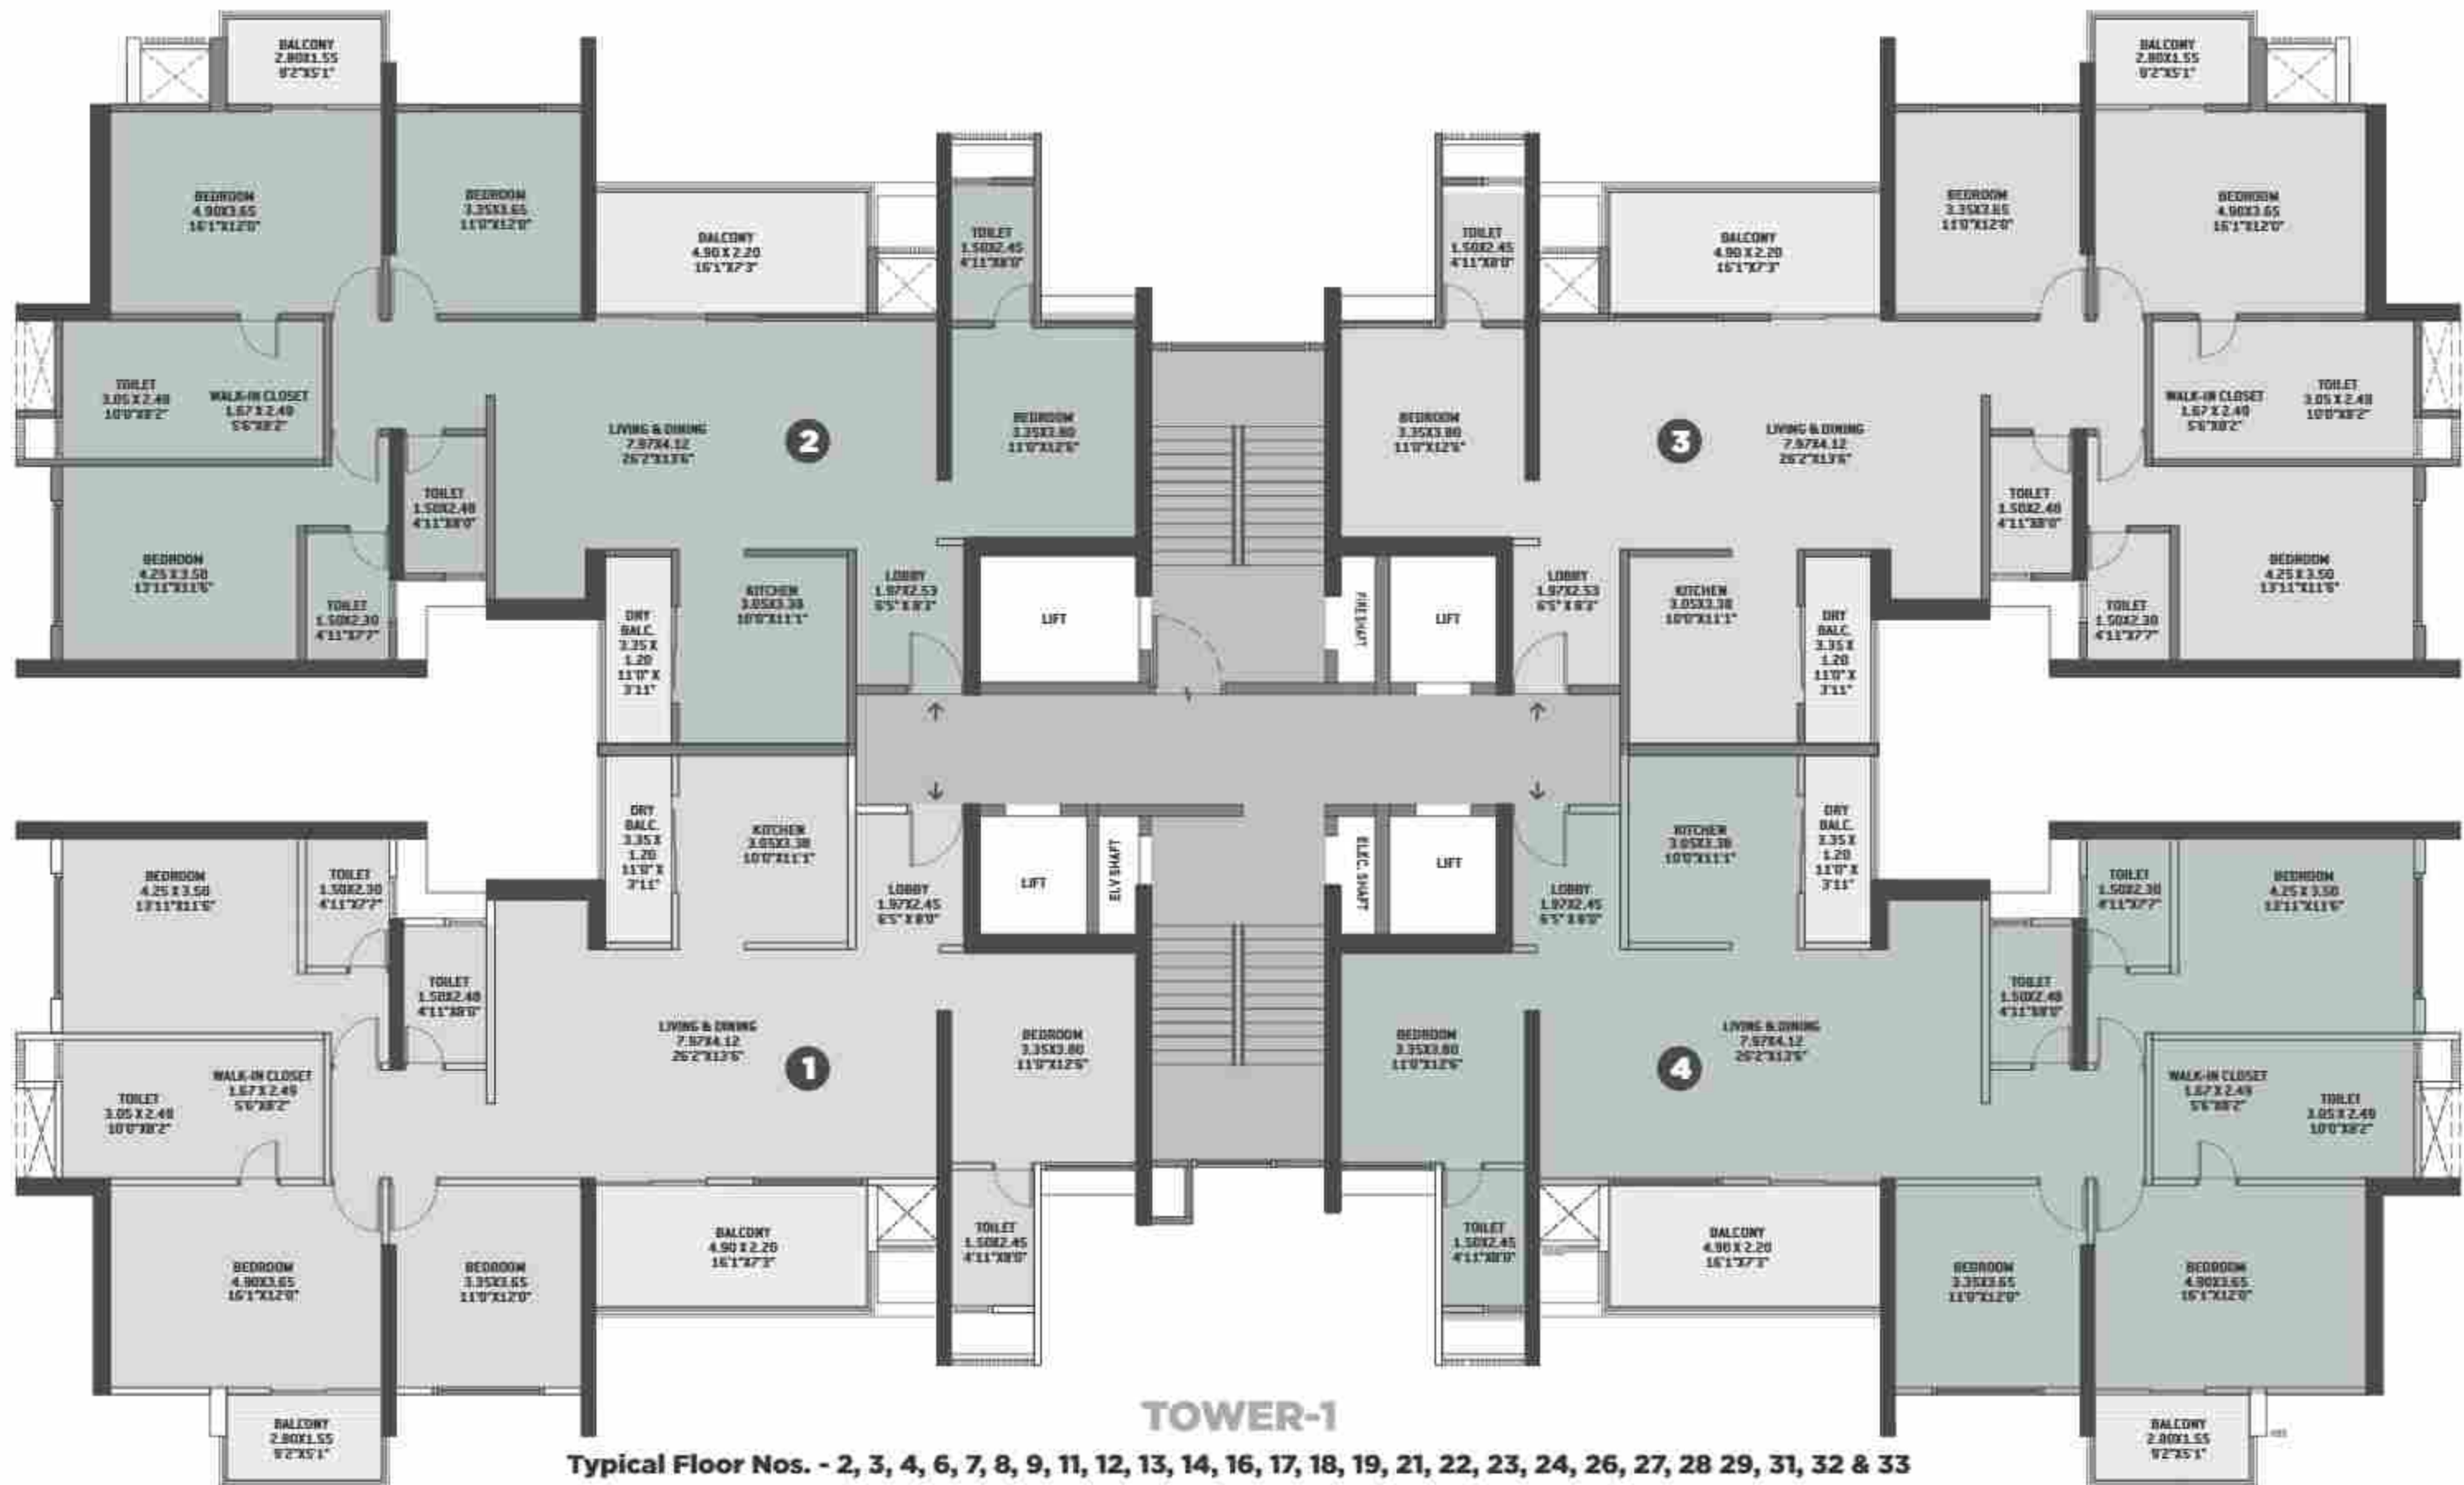 BALCONY
2.80X1.55
9'2"X5'1"
BEDROOM
4.90X3.65
16'1"X12'0"
BEDROOM
3.35X3.65
11'0"X12'0"
BALCONY
4.90 X 2.20
16'1"X7'3"
TOILET
1.50X2.45
4'11"X8'0"
TOILET
3.05 X 2.49
10'0"X8'2"
WALK-IN CLOSET
1.67 X 2.49
5'6"X8'2"
LIVING & DINING
7.97X4.12
26'2"X13'6"
2
BEDROOM
3.35X3.80
11'0"X12'6"
TOILET
1.50X2.48
4'11"X8'0"
BEDROOM
4.25 X 3.50
13'11"X11'6"
TOILET
1.50X2.30
4'11"X7'7"
DRY
BALC.
3.35 X
1.20
11'0" X
3'11"
KITCHEN
3.05X3.38
10'0"X11'1"
LOBBY
1.97X2.53
6'5" X 8'3"
LIFT
BALCONY
2.80X1.55
9'2"X5'1"
TOILET
1.50X2.45
4'11"X8'0"
BALCONY
4.90 X 2.20
16'1"X7'3"
BEDROOM
3.35X3.65
11'0"X12'0"
BEDROOM
4.90X3.65
16'1"X12'0"
BEDROOM
3.35X3.80
11'0"X12'6"
3
LIVING & DINING
7.97X4.12
26'2"X13'6"
WALK-IN CLOSET
1.67 X 2.49
5'6"X8'2"
TOILET
3.05 X 2.49
10'0"X8'2"
TOILET
1.50X2.48
4'11"X8'0"
BEDROOM
4.25 X 3.50
13'11"X11'6"
TOILET
1.50X2.30
4'11"X7'7"
FIRE SHAFT
LIFT
LOBBY
1.97X2.53
6'5" X 8'3"
KITCHEN
3.05X3.38
10'0"X11'1"
DRY
BALC.
3.35 X
1.20
11'0" X
3'11"
DRY
BALC.
3.35 X
1.20
11'0" X
3'11"
KITCHEN
3.05X3.38
10'0"X11'1"
LOBBY
1.97X2.45
6'5" X 8'0"
LIFT
ELV SHAFT
BEDROOM
4.25 X 3.50
13'11"X11'6"
TOILET
1.50X2.30
4'11"X7'7"
TOILET
1.50X2.48
4'11"X8'0"
LIVING & DINING
7.97X4.12
26'2"X13'6"
1
BEDROOM
3.35X3.80
11'0"X12'6"
TOILET
3.05 X 2.49
10'0"X8'2"
WALK-IN CLOSET
1.67 X 2.49
5'6"X8'2"
BEDROOM
4.90X3.65
16'1"X12'0"
BEDROOM
3.35X3.65
11'0"X12'0"
BALCONY
4.90 X 2.20
16'1"X7'3"
TOILET
1.50X2.45
4'11"X8'0"
BALCONY
2.80X1.55
9'2"X5'1"
ELEC. SHAFT
LIFT
LOBBY
1.97X2.45
6'5" X 8'0"
KITCHEN
3.05X3.38
10'0"X11'1"
DRY
BALC.
3.35 X
1.20
11'0" X
3'11"
TOILET
1.50X2.30
4'11"X7'7"
BEDROOM
4.25 X 3.50
13'11"X11'6"
BEDROOM
3.35X3.80
11'0"X12'6"
4
LIVING & DINING
7.97X4.12
26'2"X13'6"
TOILET
1.50X2.48
4'11"X8'0"
WALK-IN CLOSET
1.67 X 2.49
5'6"X8'2"
TOILET
3.05 X 2.49
10'0"X8'2"
TOILET
1.50X2.45
4'11"X8'0"
BALCONY
4.90 X 2.20
16'1"X7'3"
BEDROOM
3.35X3.65
11'0"X12'0"
BEDROOM
4.90X3.65
16'1"X12'0"
BALCONY
2.80X1.55
9'2"X5'1"
TOWER-1
Typical Floor Nos. - 2, 3, 4, 6, 7, 8, 9, 11, 12, 13, 14, 16, 17, 18, 19, 21, 22, 23, 24, 26, 27, 28 29, 31, 32 & 33